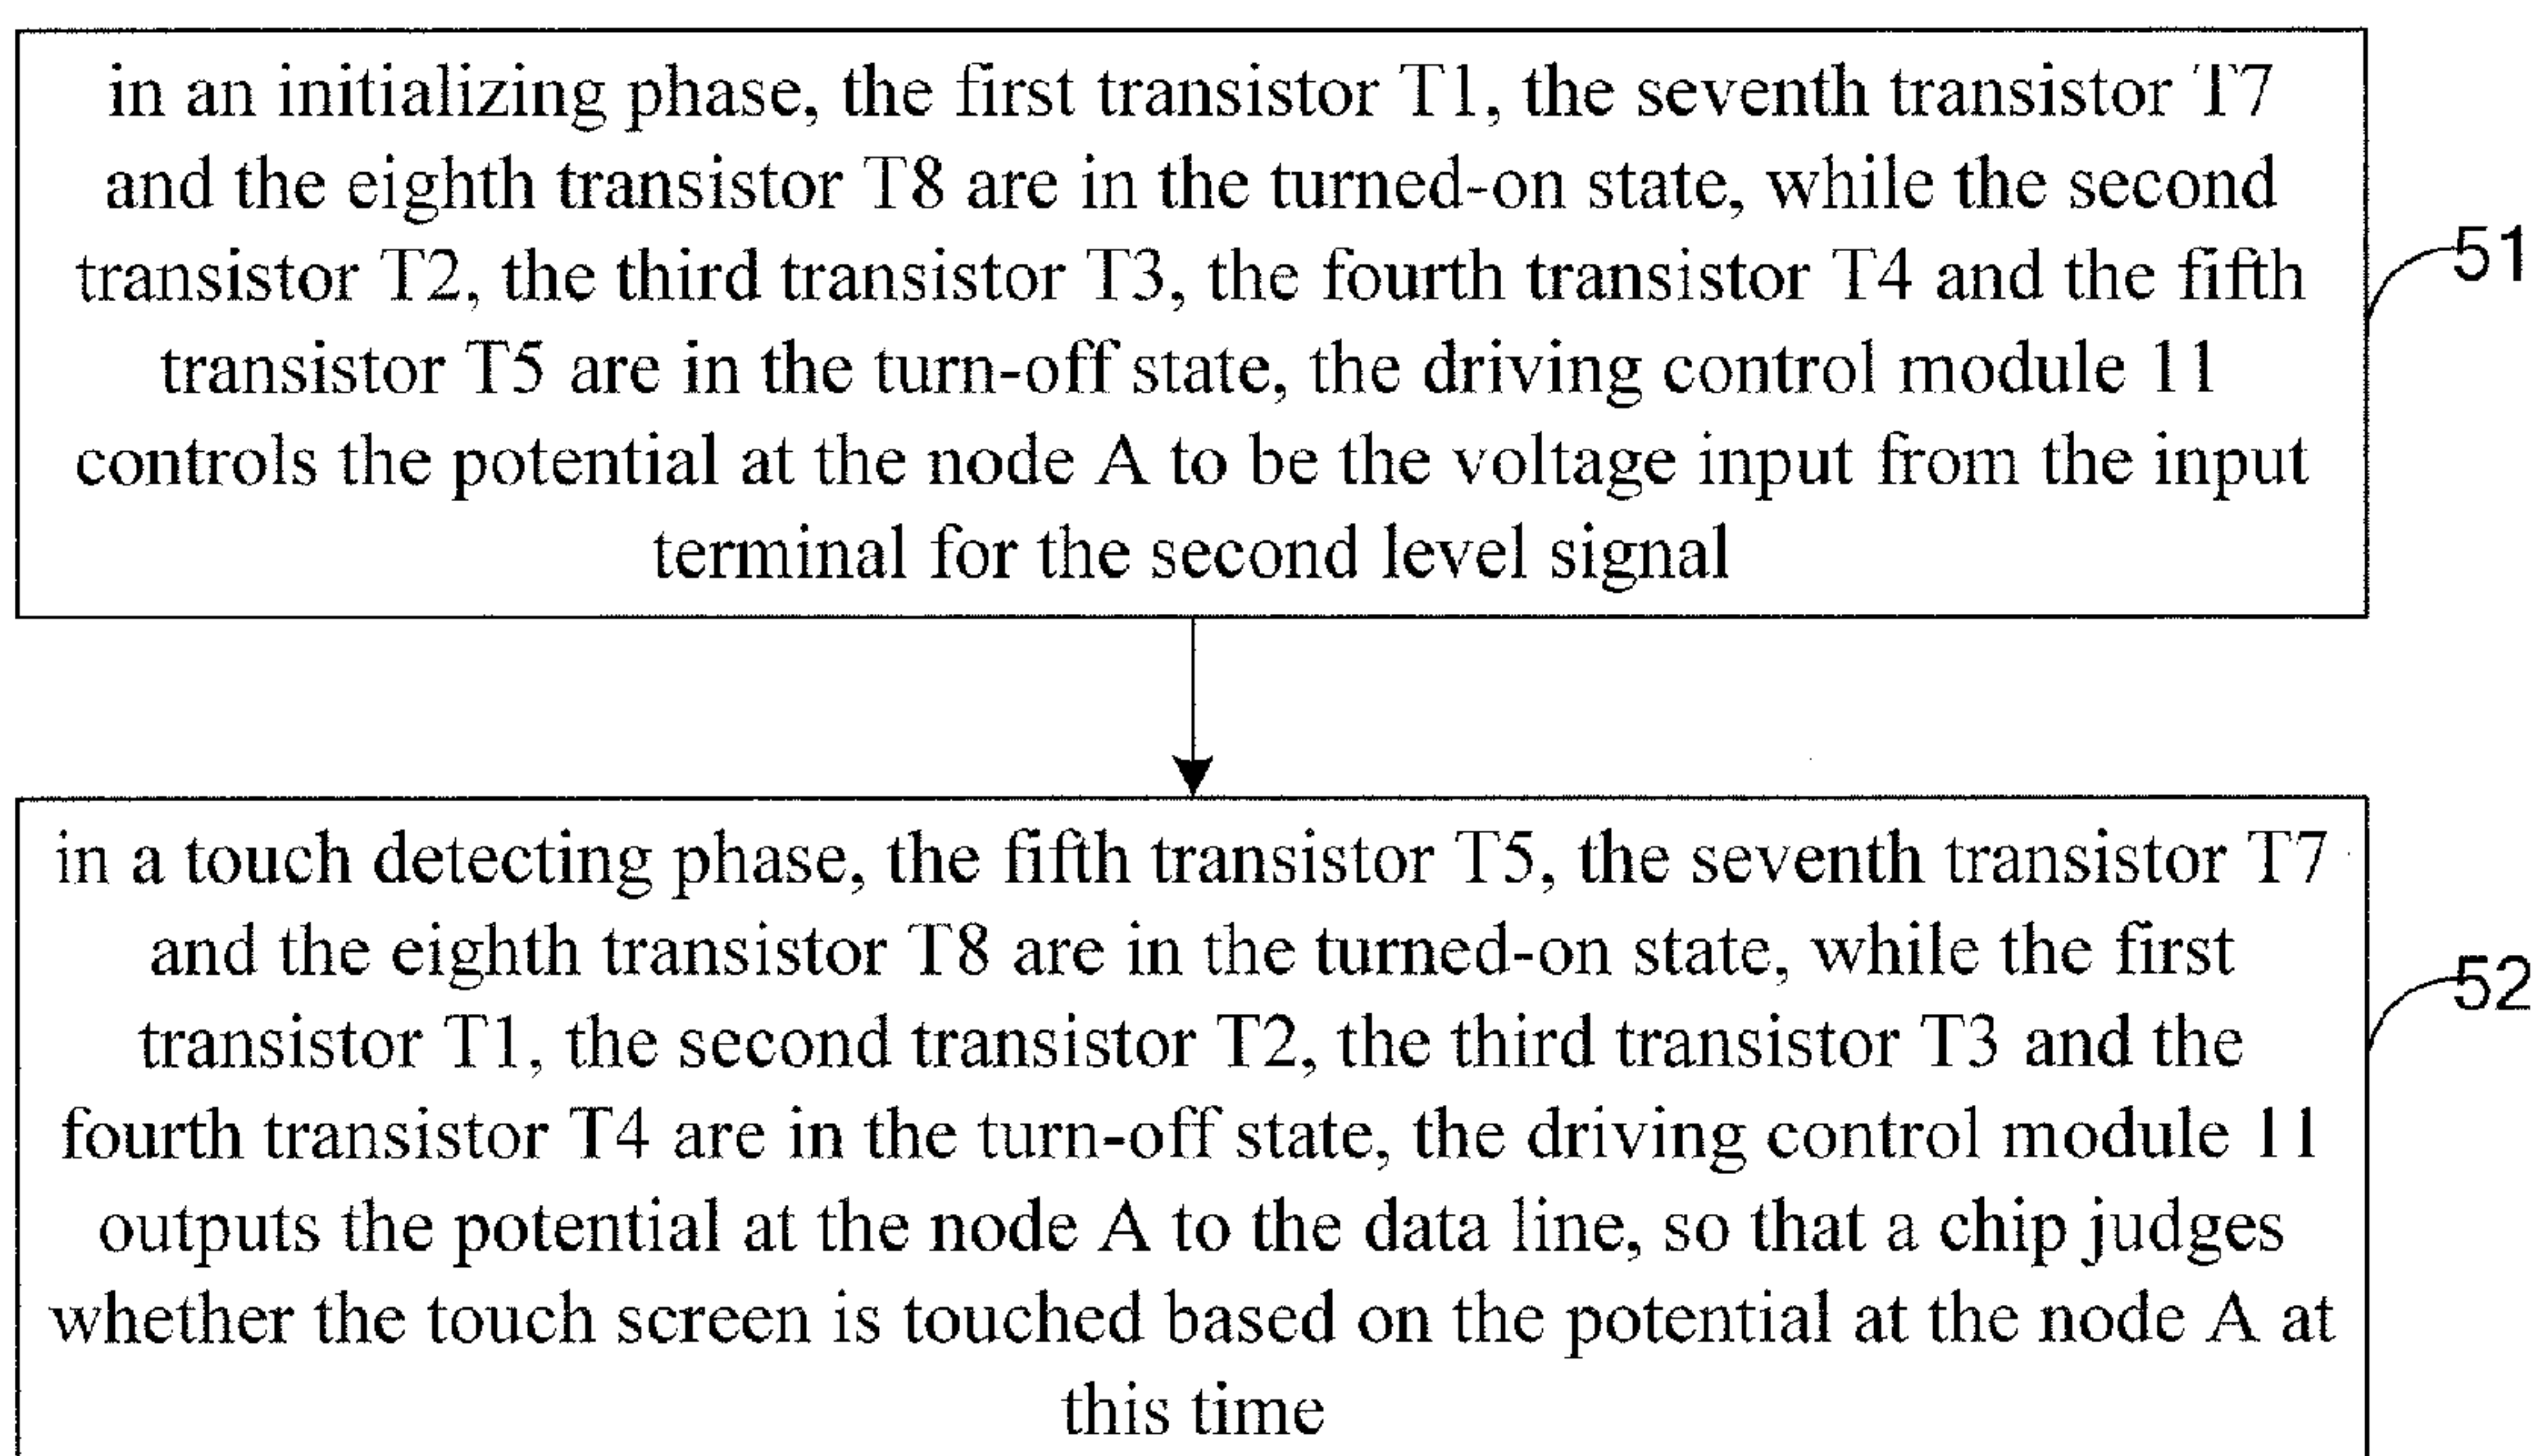 in an initializing phase, the first transistor T1, the seventh transistor T7
and the eighth transistor T8 are in the turned-on state, while the second
transistor T2, the third transistor T3, the fourth transistor T4 and the fifth
transistor T5 are in the turn-off state, the driving control module 11
controls the potential at the node A to be the voltage input from the input
terminal for the second level signal
51
in a touch detecting phase, the fifth transistor T5, the seventh transistor T7
and the eighth transistor T8 are in the turned-on state, while the first
transistor T1, the second transistor T2, the third transistor T3 and the
fourth transistor T4 are in the turn-off state, the driving control module 11
outputs the potential at the node A to the data line, so that a chip judges
whether the touch screen is touched based on the potential at the node A at
this time
52